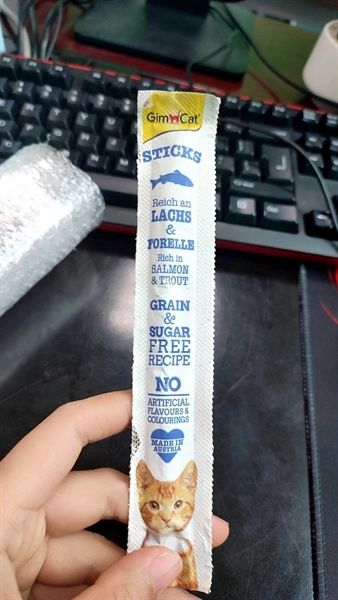 GimCat
STICKS
Reich an
LACHS
&
FORELLE
Rich in
SALMON
& TROUT
GRAIN
&
SUGAR
FREE
RECIPE
NO
ARTIFICIAL
FLAVOURS &
COLOURINGS
MADE IN
AUSTRIA